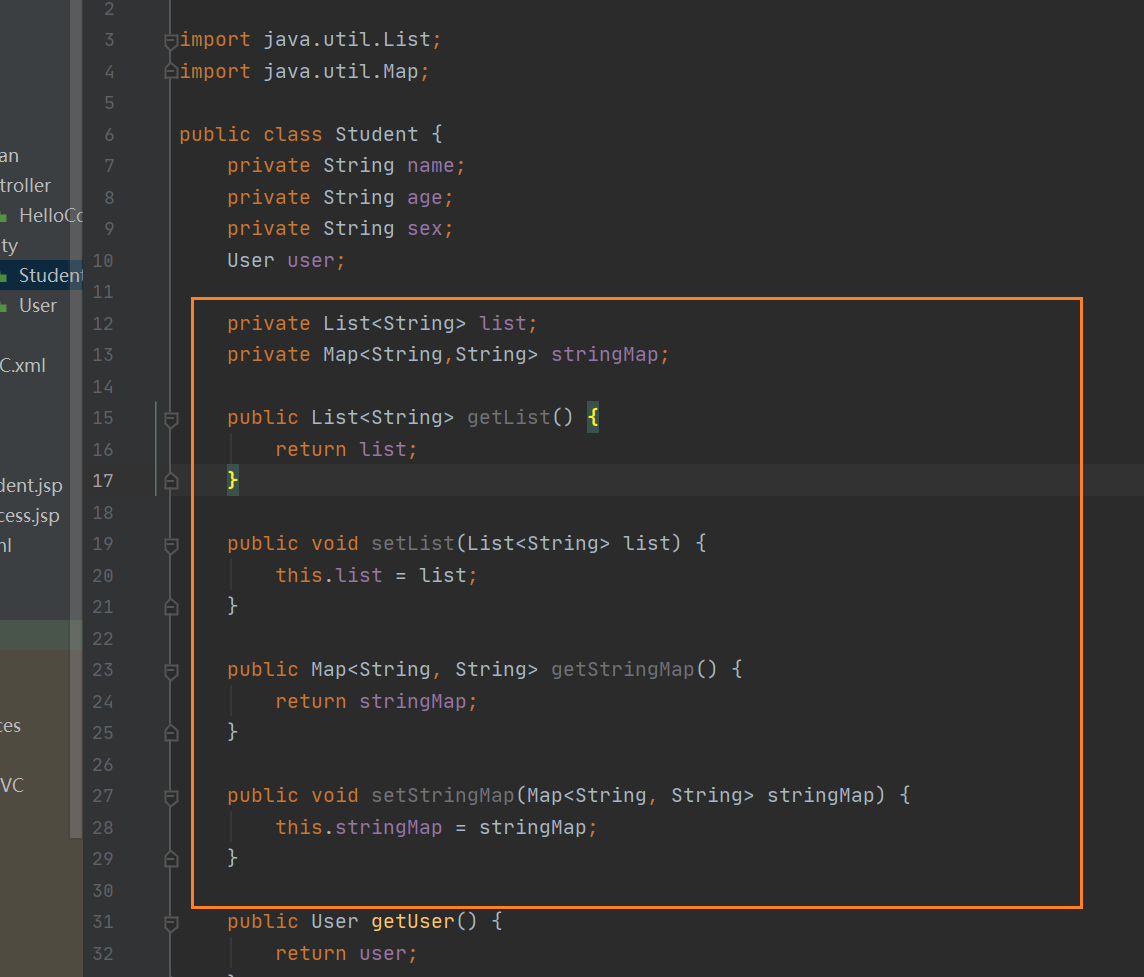 2
3
import java.util.List;
4
import java.util.Map;
5
6
public class Student {
an
7
private String name;
troller
8
private String age;
HelloCo
9
private String sex;
ty
10
User user;
Student
11
User
12
private List<String> list;
13
private Map<String,String> stringMap;
C.xml
14
15
public List<String> getList() {
16
return list;
17
}
dent.jsp
18
cess.jsp
19
public void setList(List<String> list) {
ml
20
this.list = list;
21
}
22
23
public Map<String, String> getStringMap() {
24
return stringMap;
ces
25
}
26
VC
27
public void setStringMap(Map<String, String> stringMap) {
28
this.stringMap = stringMap;
29
}
30
31
public User getUser() {
32
return user;